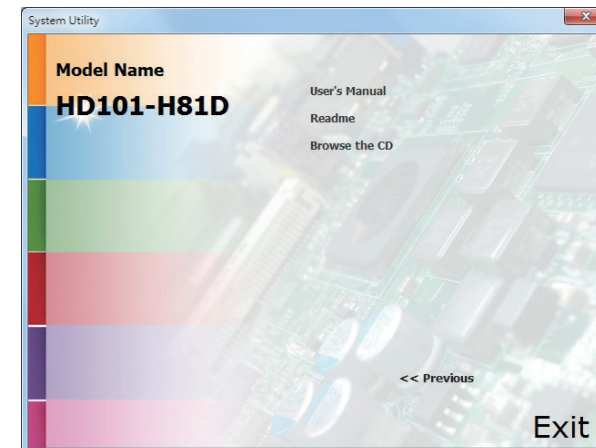 System Utility
Model Name
HD101-H81D
User's Manual
Readme
Browse the CD
<< Previous
Exit